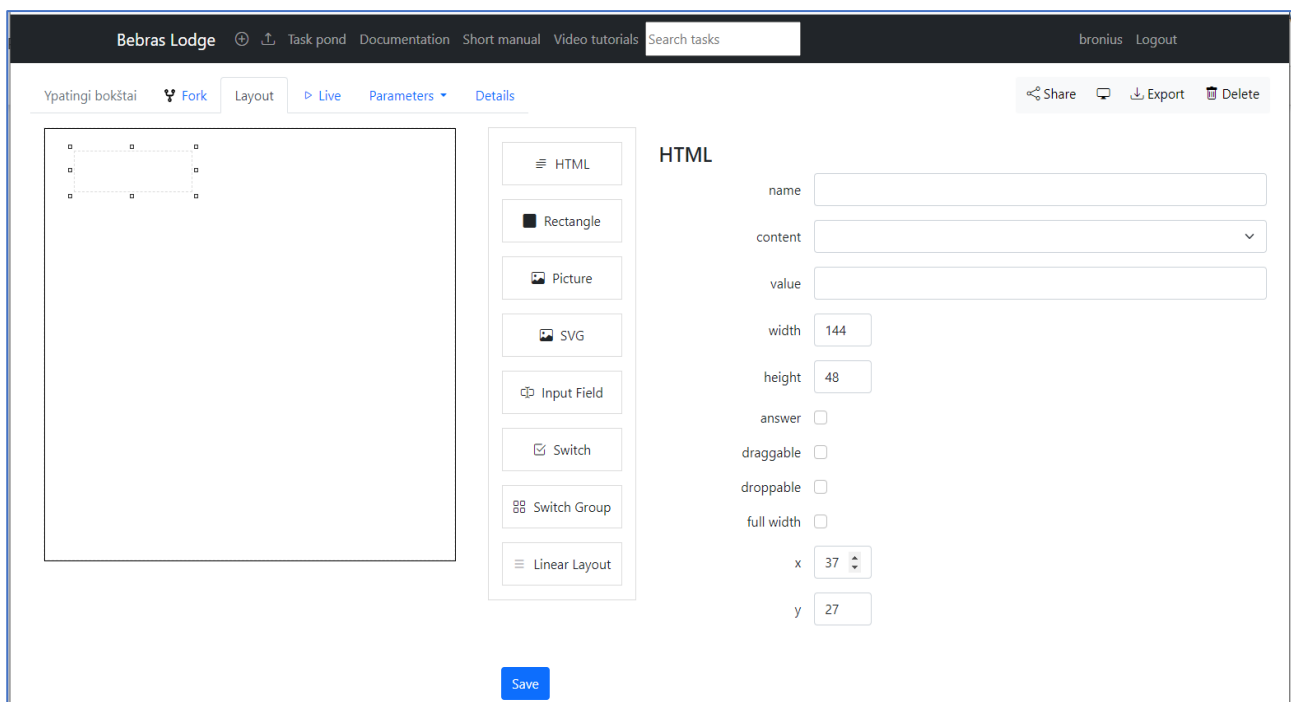 Bebras Lodge Task pond Documentation Short manual Video tutorials Search tasks bronius Logout
Ypatingi bokštai Fork Layout Live Parameters Details Share Export Delete
HTML
Rectangle
Picture
SVG
Input Field
Switch
Switch Group
Linear Layout
Save
HTML
name
content
value
width 144
height 48
answer
draggable
droppable
full width
x 37
y 27